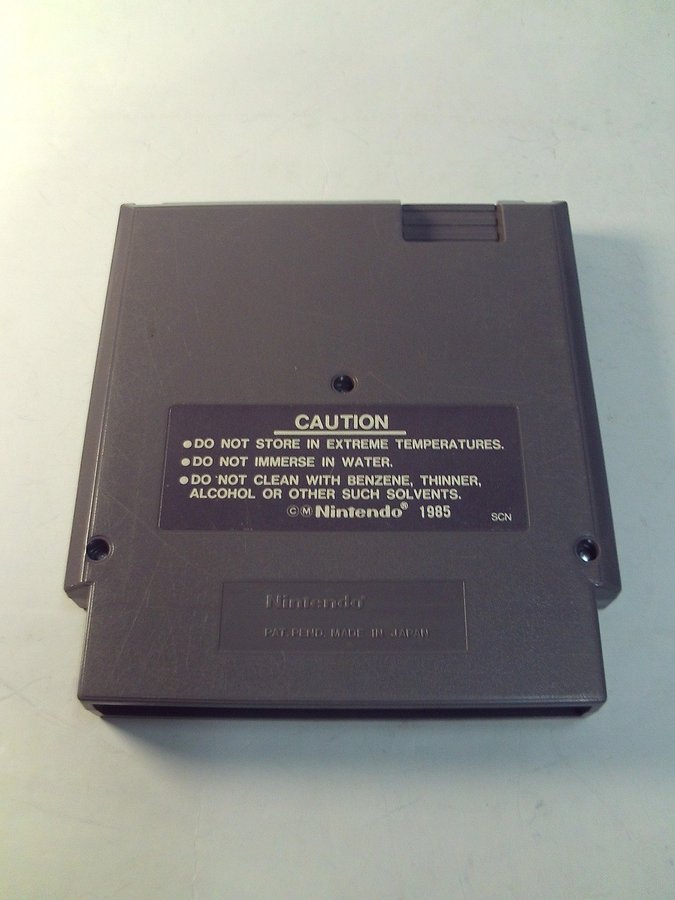 CAUTION
●DO NOT STORE IN EXTREME TEMPERATURES.
●DO NOT IMMERSE IN WATER.
●DO NOT CLEAN WITH BENZENE, THINNER,
ALCOHOL OR OTHER SUCH SOLVENTS.
©Ⓜ Nintendo® 1985 SCN
Nintendo®
PAT. PEND. MADE IN JAPAN